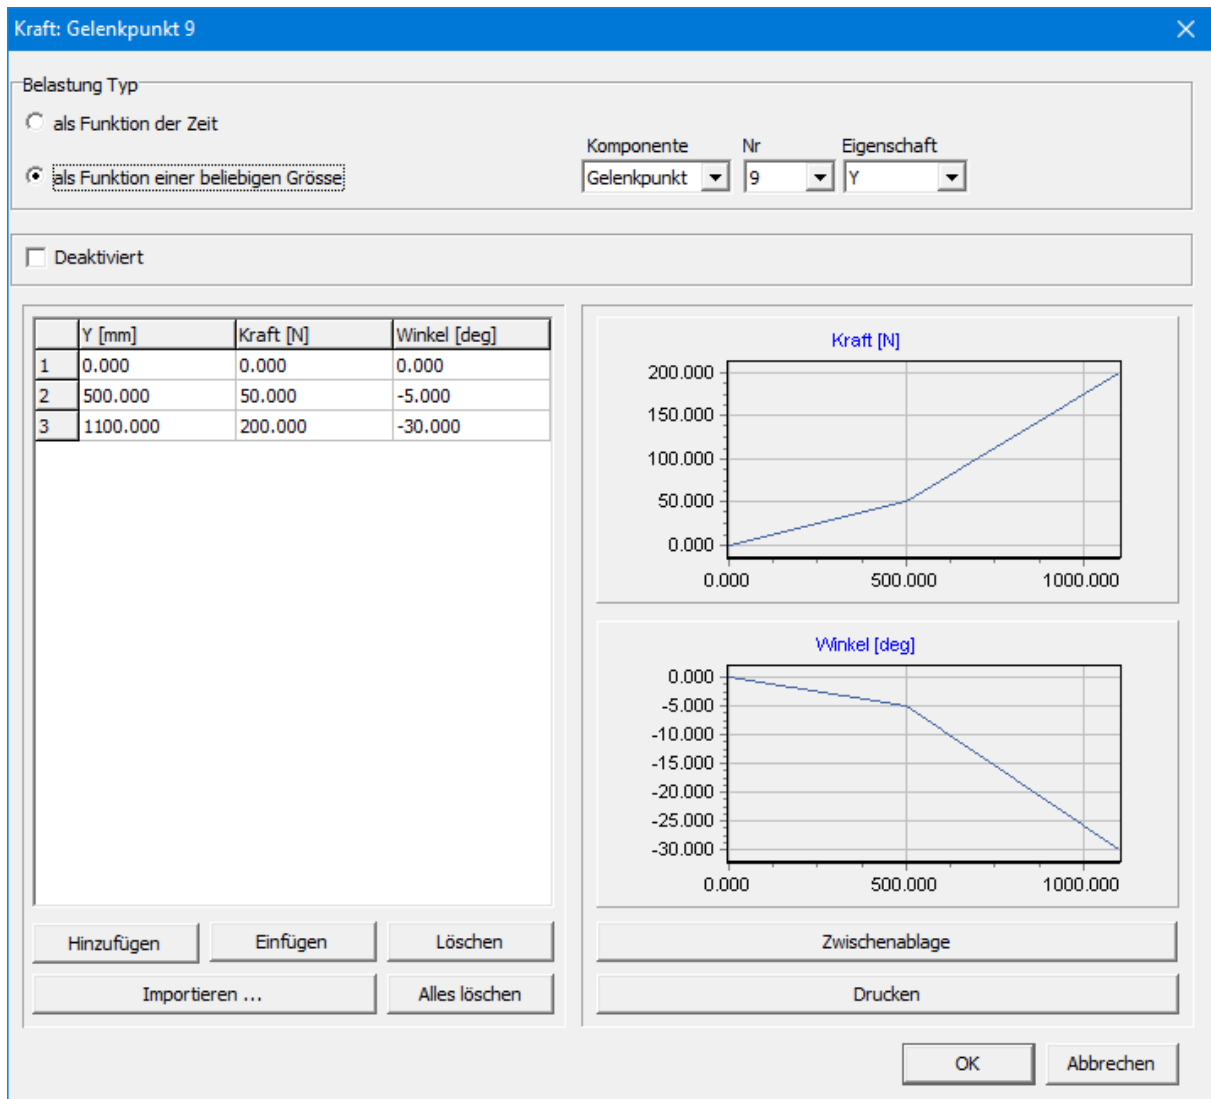 Kraft: Gelenkpunkt 9
Belastung Typ
als Funktion der Zeit
Komponente Nr Eigenschaft
als Funktion einer beliebigen Grösse Gelenkpunkt 9 Y
Deaktiviert
Y [mm] Kraft [N] Winkel [deg]
1 0.000 0.000 0.000
2 500.000 50.000 -5.000
3 1100.000 200.000 -30.000
Kraft [N]
200.000
150.000
100.000
50.000
0.000
0.000 500.000 1000.000
Winkel [deg]
0.000
-5.000
-10.000
-15.000
-20.000
-25.000
-30.000
0.000 500.000 1000.000
Hinzufügen Einfügen Löschen
Importieren ... Alles löschen
Zwischenablage
Drucken
OK Abbrechen